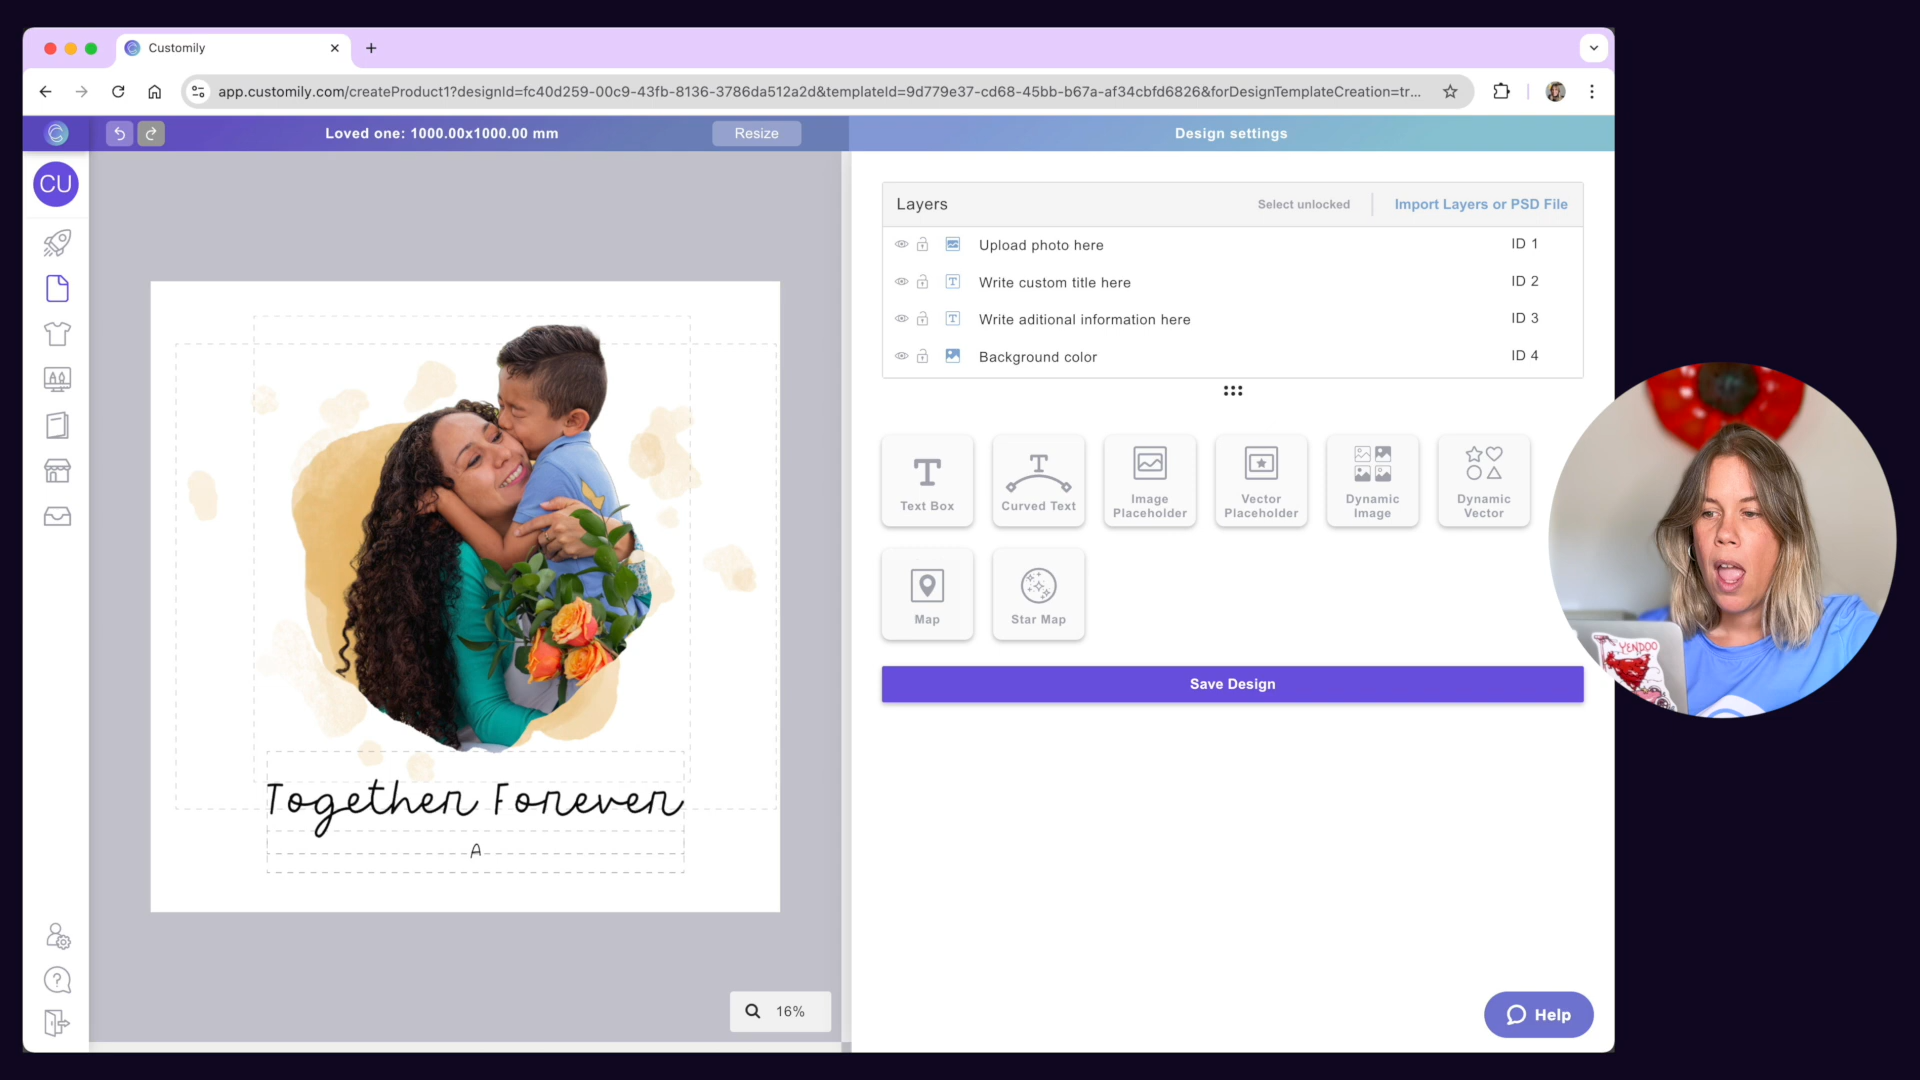 Customily
app.customily.com/createProduct1?designId=fc40d259-00c9-43fb-8136-3786da512a2d&templateId=9d779e37-cd68-45bb-b67a-af34cbfd6826&forDesignTemplateCreation=tr...
Loved one: 1000.00x1000.00 mm
Resize
Design settings
CU
Layers
Select unlocked
Import Layers or PSD File
Upload photo here
ID 1
Write custom title here
ID 2
Write aditional information here
ID 3
Background color
ID 4
Text Box
Curved Text
Image
Placeholder
Vector
Placeholder
Dynamic
Image
Dynamic
Vector
Map
Star Map
Save Design
Together Forever
A
16%
Help
YENDOO